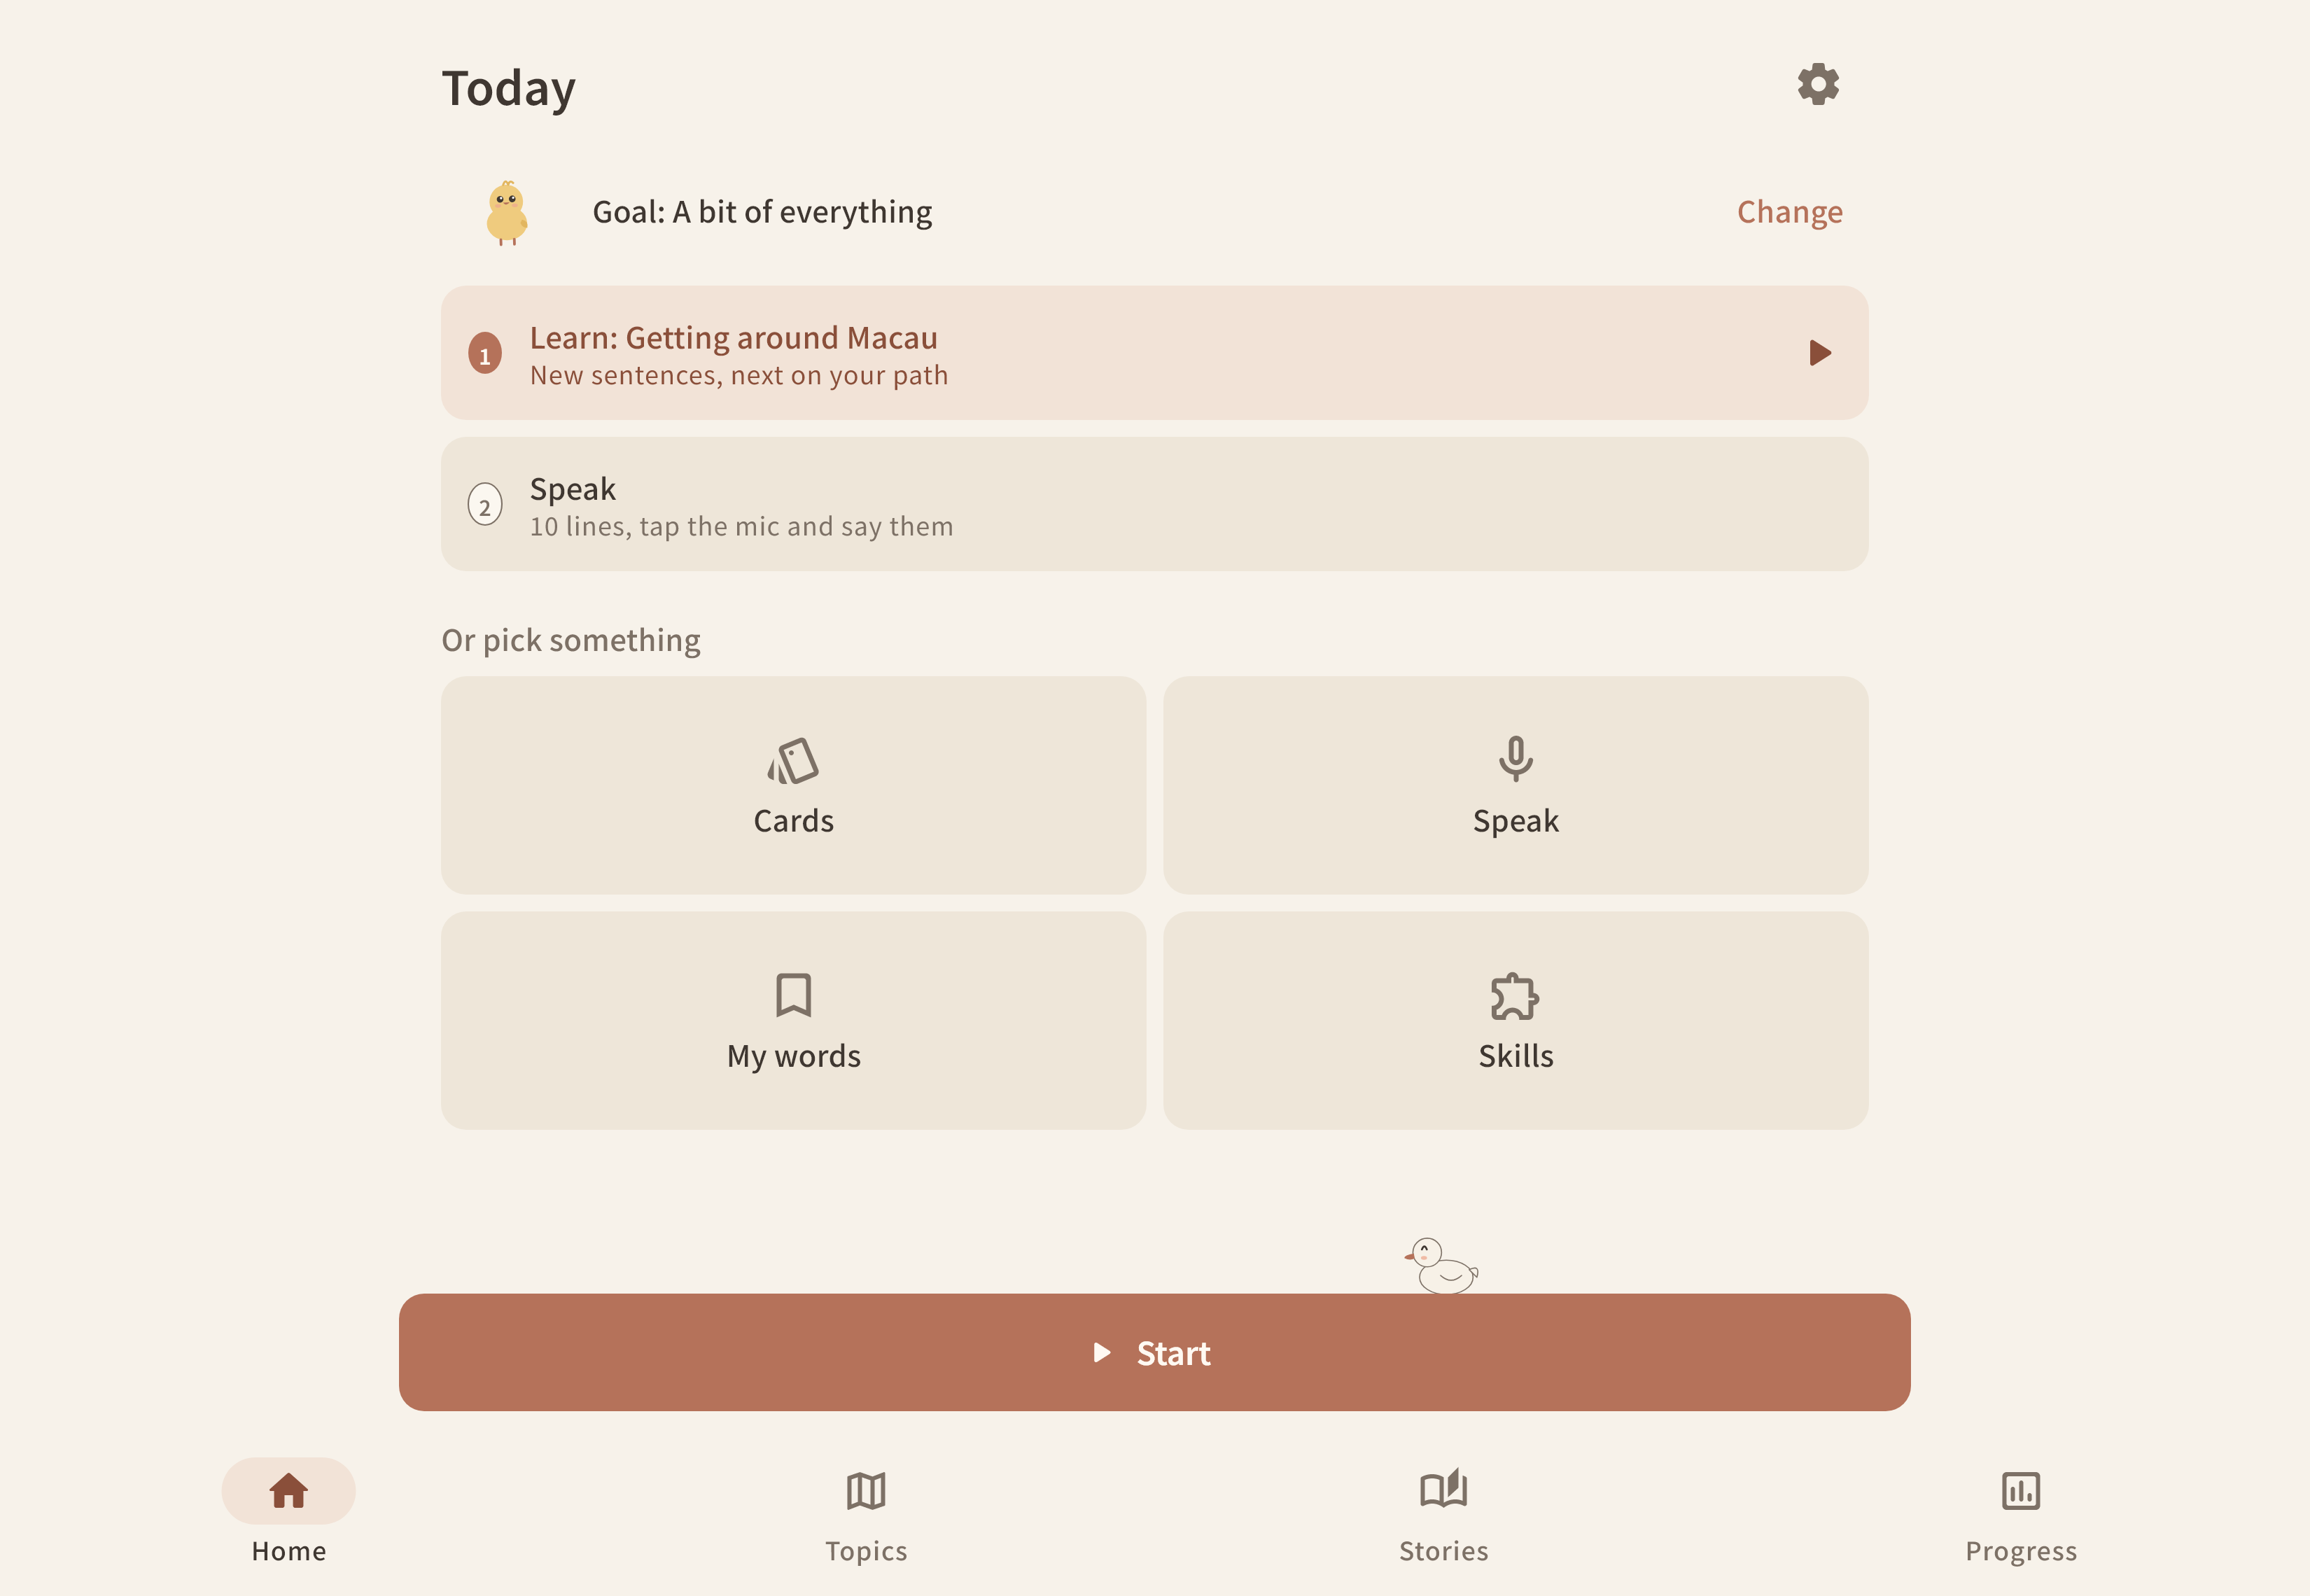 Today
Goal: A bit of everything
Change
1
Learn: Getting around Macau
New sentences, next on your path
2
Speak
10 lines, tap the mic and say them
Or pick something
Cards
Speak
My words
Skills
Start
Home
Topics
Stories
Progress